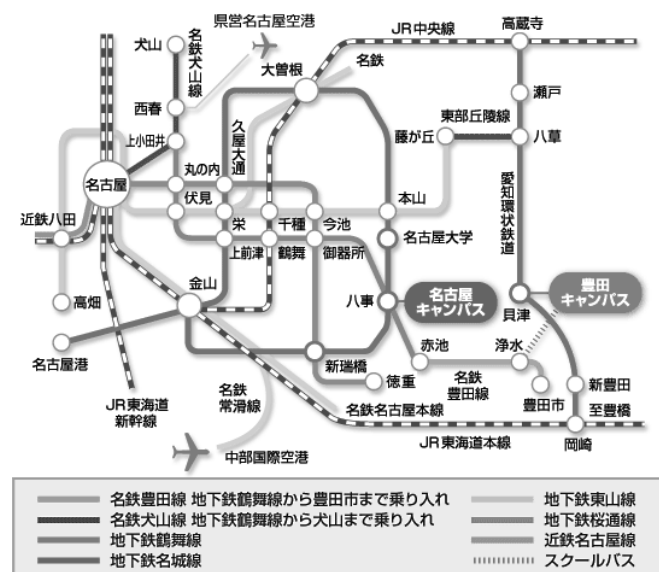 県営名古屋空港
JR中央線
高蔵寺
犬山
名鉄犬山線
大曽根
名鉄
瀬戸
西春
東部丘陵線
上小田井
久屋大通
藤が丘
八草
名古屋
丸の内
伏見
本山
愛知環状鉄道
近鉄八田
栄
千種
今池
名古屋大学
上前津
鶴舞
御器所
高畑
金山
八事
名古屋
キャンパス
貝津
豊田
キャンパス
名古屋港
新瑞橋
赤池
浄水
徳重
名鉄
豊田線
豊田市
新豊田
JR東海道
新幹線
名鉄
常滑線
名鉄名古屋本線
至豊橋
JR東海道本線
岡崎
中部国際空港
名鉄豊田線 地下鉄鶴舞線から豊田市まで乗り入れ
名鉄犬山線 地下鉄鶴舞線から犬山まで乗り入れ
地下鉄鶴舞線
地下鉄名城線
地下鉄東山線
地下鉄桜通線
近鉄名古屋線
スクールバス